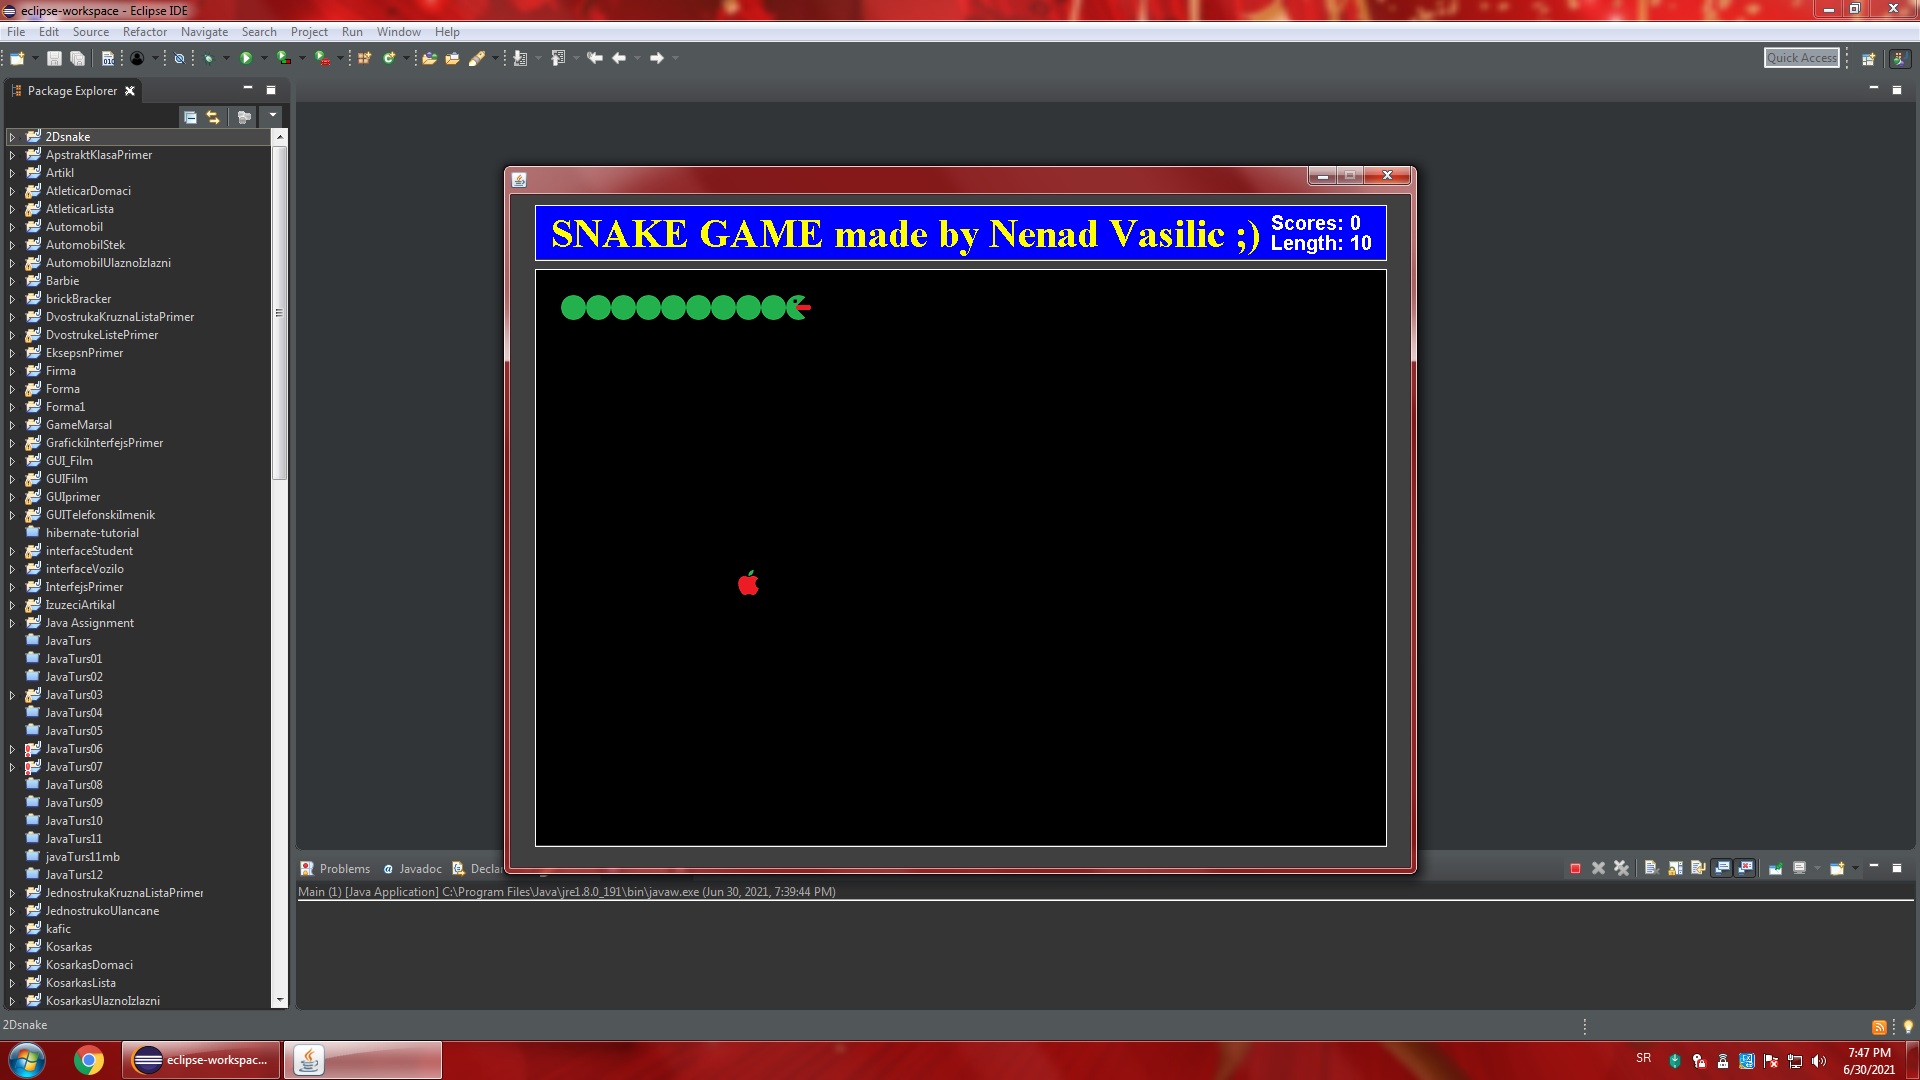 eclipse-workspace - Eclipse IDE
File Edit Source Refactor Navigate Search Project Run Window Help
Quick Access
Package Explorer
2Dsnake
ApstraktKlasaPrimer
Artikl
AtleticarDomaci
AtleticarLista
Automobil
AutomobilStek
AutomobilUlaznoIzlazni
Barbie
brickBracker
DvostrukaKruznaListaPrimer
DvostrukeListePrimer
EksepsnPrimer
Firma
Forma
Forma1
GameMarsal
GrafickiInterfejsPrimer
GUI_Film
GUIFilm
GUIprimer
GUITelefonskiImenik
hibernate-tutorial
interfaceStudent
interfaceVozilo
InterfejsPrimer
IzuzeciArtikal
Java Assignment
JavaTurs
JavaTurs01
JavaTurs02
JavaTurs03
JavaTurs04
JavaTurs05
JavaTurs06
JavaTurs07
JavaTurs08
JavaTurs09
JavaTurs10
JavaTurs11
javaTurs11mb
JavaTurs12
JednostrukaKruznaListaPrimer
JednostrukoUlancane
kafic
Kosarkas
KosarkasDomaci
KosarkasLista
KosarkasUlaznoIzlazni
SNAKE GAME made by Nenad Vasilic ;)
Scores: 0
Length: 10
Problems Javadoc Decla
Main (1) [Java Application] C:\Program Files\Java\jre1.8.0_191\bin\javaw.exe (Jun 30, 2021, 7:39:44 PM)
2Dsnake
eclipse-workspac...
SR
7:47 PM
6/30/2021